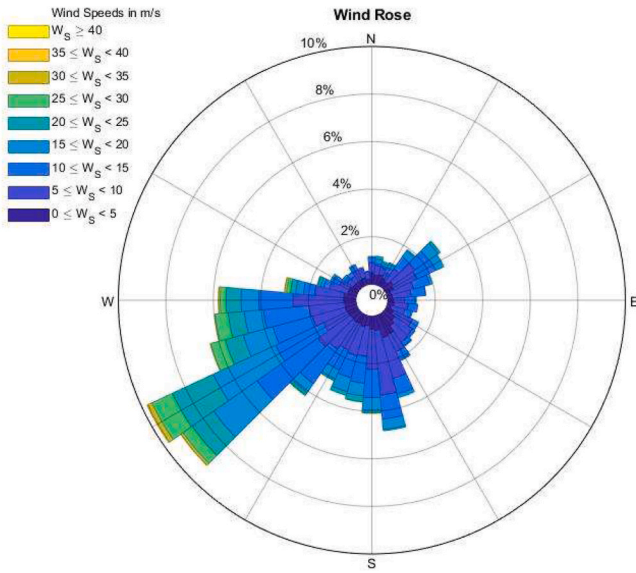 Wind Speeds in m/s
W_S ≥ 40
35 ≤ W_S < 40
30 ≤ W_S < 35
25 ≤ W_S < 30
20 ≤ W_S < 25
15 ≤ W_S < 20
10 ≤ W_S < 15
5 ≤ W_S < 10
0 ≤ W_S < 5
Wind Rose
N
10%
8%
6%
4%
2%
0%
W
E
S